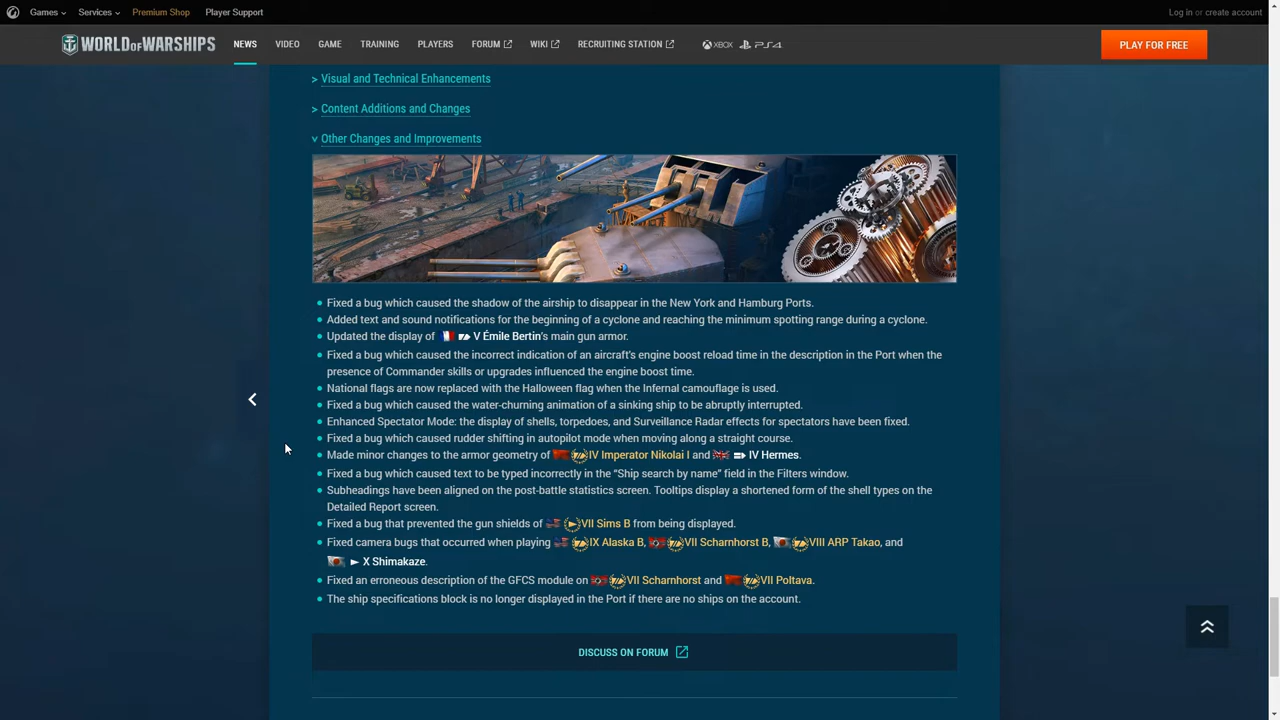 Games Services Premium Shop Player Support Log in or create account
WORLD OF WARSHIPS NEWS VIDEO GAME TRAINING PLAYERS FORUM WIKI RECRUITING STATION XBOX PS4 PLAY FOR FREE
> Visual and Technical Enhancements
> Content Additions and Changes
Other Changes and Improvements
Fixed a bug which caused the shadow of the airship to disappear in the New York and Hamburg Ports.
Added text and sound notifications for the beginning of a cyclone and reaching the minimum spotting range during a cyclone.
Updated the display of V Émile Bertin's main gun armor.
Fixed a bug which caused the incorrect indication of an aircraft's engine boost reload time in the description in the Port when the
presence of Commander skills or upgrades influenced the engine boost time.
National flags are now replaced with the Halloween flag when the Infernal camouflage is used.
Fixed a bug which caused the water-churning animation of a sinking ship to be abruptly interrupted.
Enhanced Spectator Mode: the display of shells, torpedoes, and Surveillance Radar effects for spectators have been fixed.
Fixed a bug which caused rudder shifting in autopilot mode when moving along a straight course.
Made minor changes to the armor geometry of IV Imperator Nikolai I and IV Hermes.
Fixed a bug which caused text to be typed incorrectly in the "Ship search by name" field in the Filters window.
Subheadings have been aligned on the post-battle statistics screen. Tooltips display a shortened form of the shell types on the
Detailed Report screen.
Fixed a bug that prevented the gun shields of VII Sims B from being displayed.
Fixed camera bugs that occurred when playing IX Alaska B, VII Scharnhorst B, VIII ARP Takao, and
X Shimakaze.
Fixed an erroneous description of the GFCS module on VII Scharnhorst and VII Poltava.
The ship specifications block is no longer displayed in the Port if there are no ships on the account.
DISCUSS ON FORUM